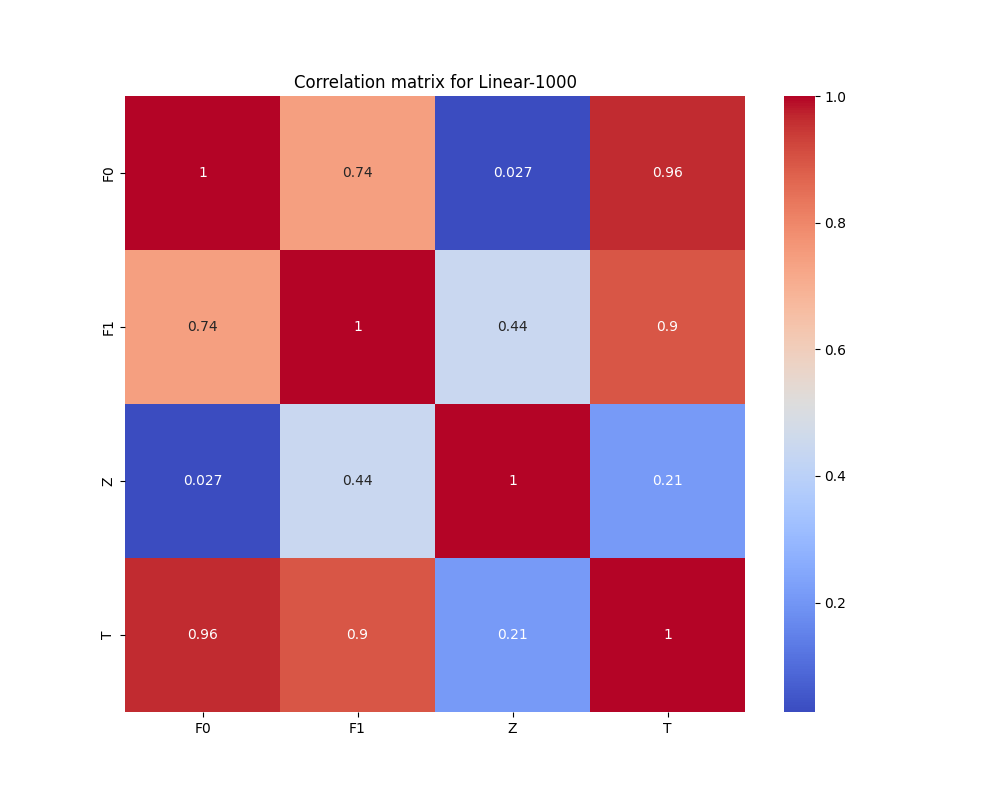 Correlation matrix for Linear-1000
1.0
F0 1 0.74 0.027 0.96
0.8
F1 0.74 1 0.44 0.9
0.6
Z 0.027 0.44 1 0.21
0.4
T 0.96 0.9 0.21 1
0.2
F0 F1 Z T